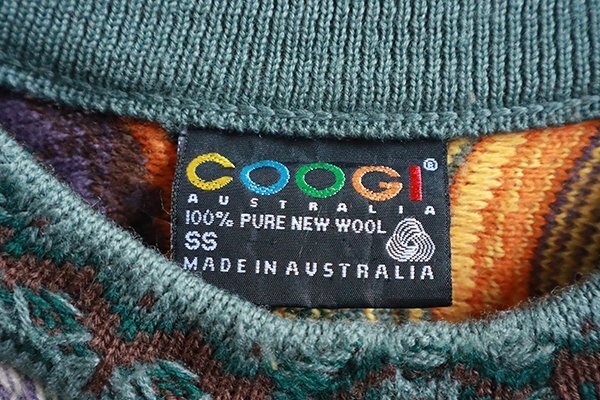 COOGI®
AUSTRALIA
100% PURE NEW WOOL
SS
MADE IN AUSTRALIA